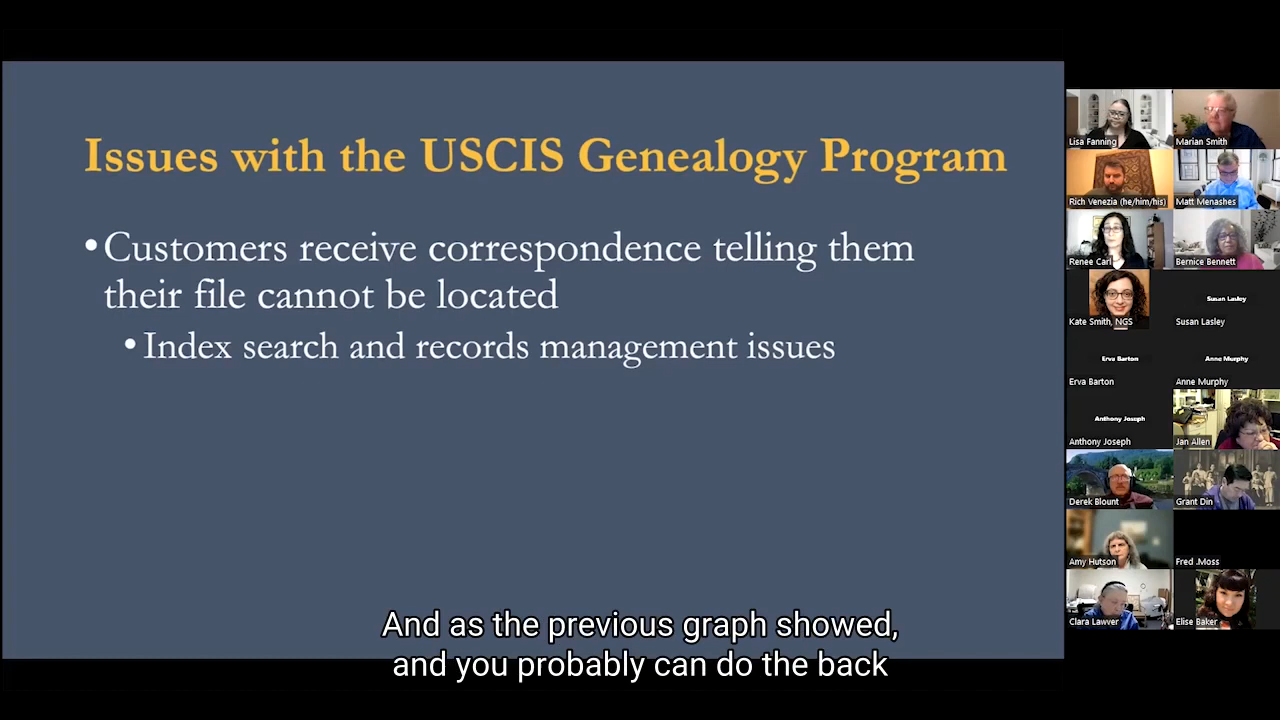 Issues with the USCIS Genealogy Program
•Customers receive correspondence telling them
their file cannot be located
•Index search and records management issues
And as the previous graph showed,
and you probably can do the back
Lisa Fanning
Marian Smith
Rich Venezia (he/him/his)
Matt Menashes
Renee Carl
Bernice Bennett
Kate Smith, NGS
Susan Lasley
Susan Lasley
Erva Barton
Erva Barton
Anne Murphy
Anne Murphy
Anthony Joseph
Anthony Joseph
Jan Allen
Derek Blount
Grant Din
Amy Hutson
Fred .Moss
Clara Lawver
Elise Baker